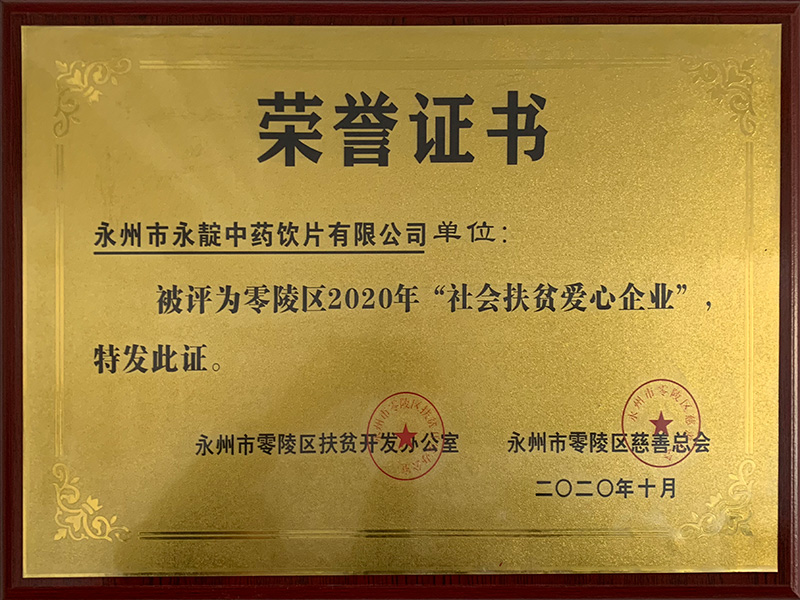 荣誉证书
永州市永靛中药饮片有限公司单位：
被评为零陵区2020年“社会扶贫爱心企业”，
特发此证。
永州市零陵区扶贫开发办公室 永州市零陵区慈善总会
二〇二〇年十月